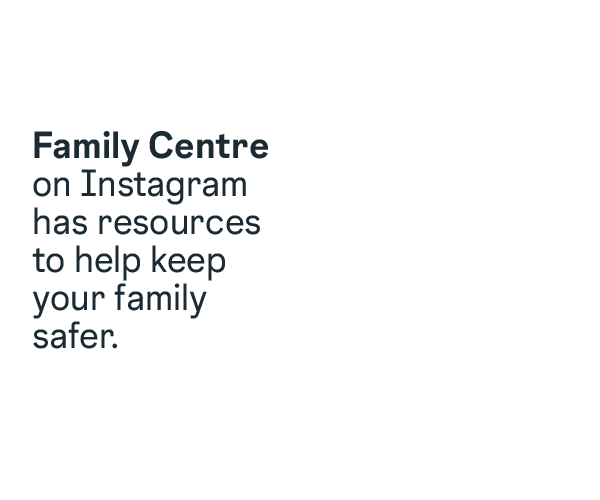 Family Centre
on Instagram
has resources
to help keep
your family
safer.